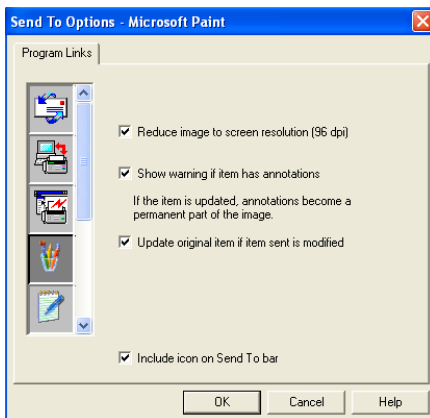 Send To Options - Microsoft Paint
Program Links
Reduce image to screen resolution (96 dpi)
Show warning if item has annotations
If the item is updated, annotations become a
permanent part of the image.
Update original item if item sent is modified
Include icon on Send To bar
OK
Cancel
Help